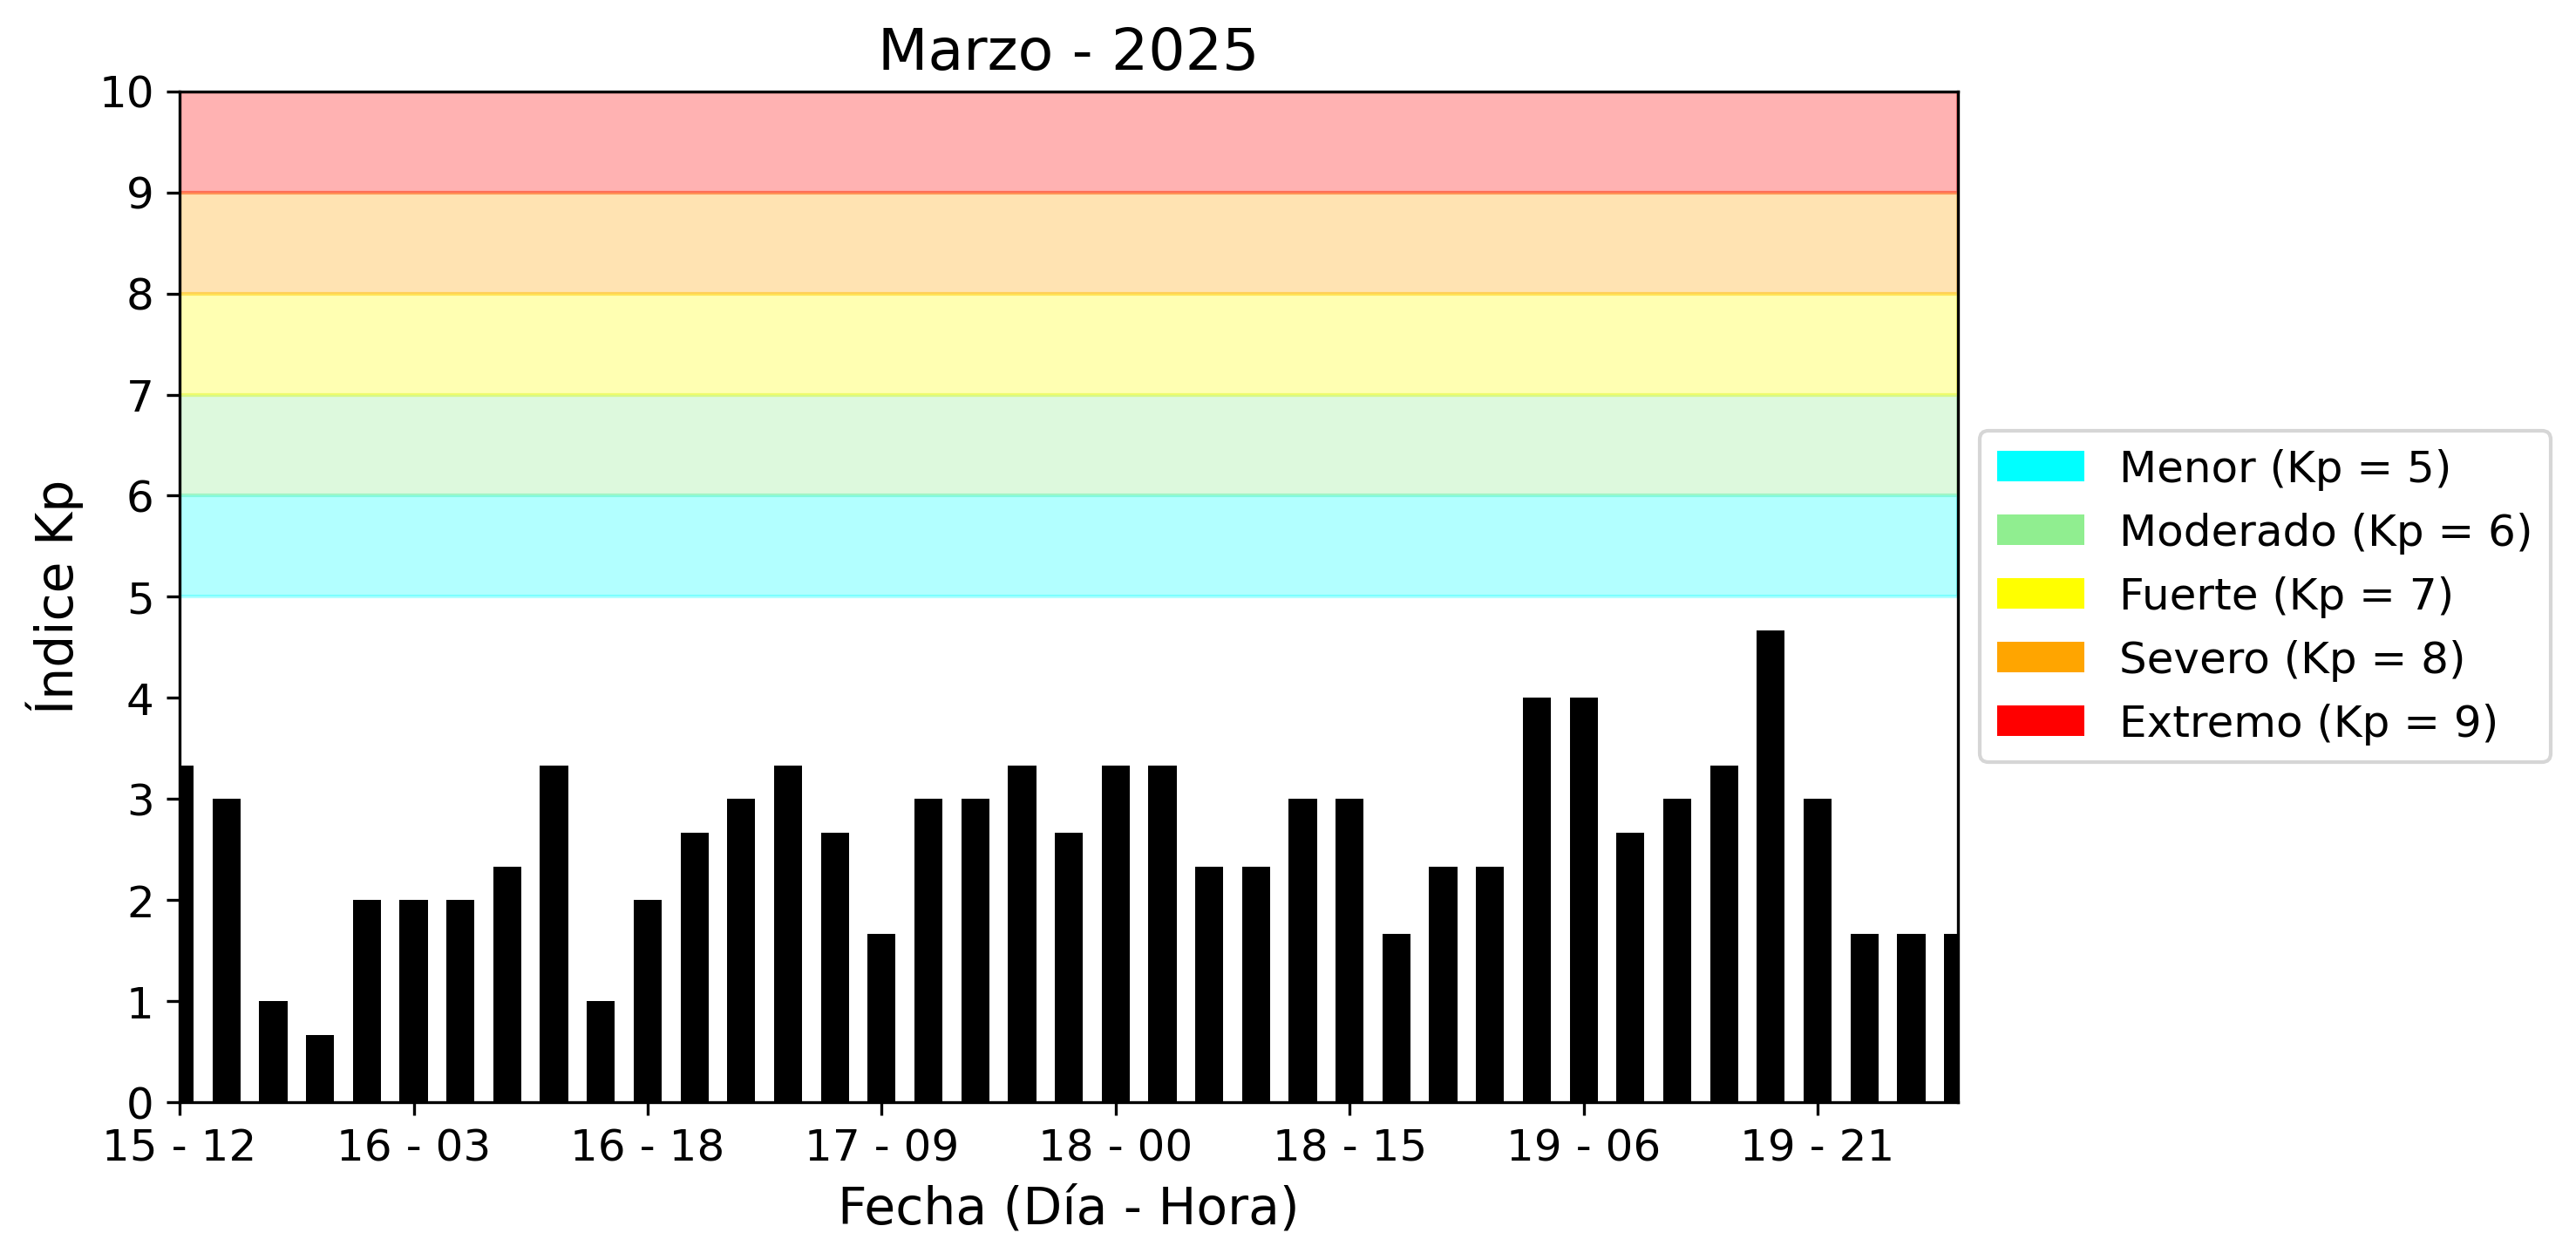 Marzo - 2025
10
9
8
7
6
5
4
3
2
1
0
Índice Kp
15 - 12
16 - 03
16 - 18
17 - 09
18 - 00
18 - 15
19 - 06
19 - 21
Fecha (Día - Hora)
Menor (Kp = 5)
Moderado (Kp = 6)
Fuerte (Kp = 7)
Severo (Kp = 8)
Extremo (Kp = 9)